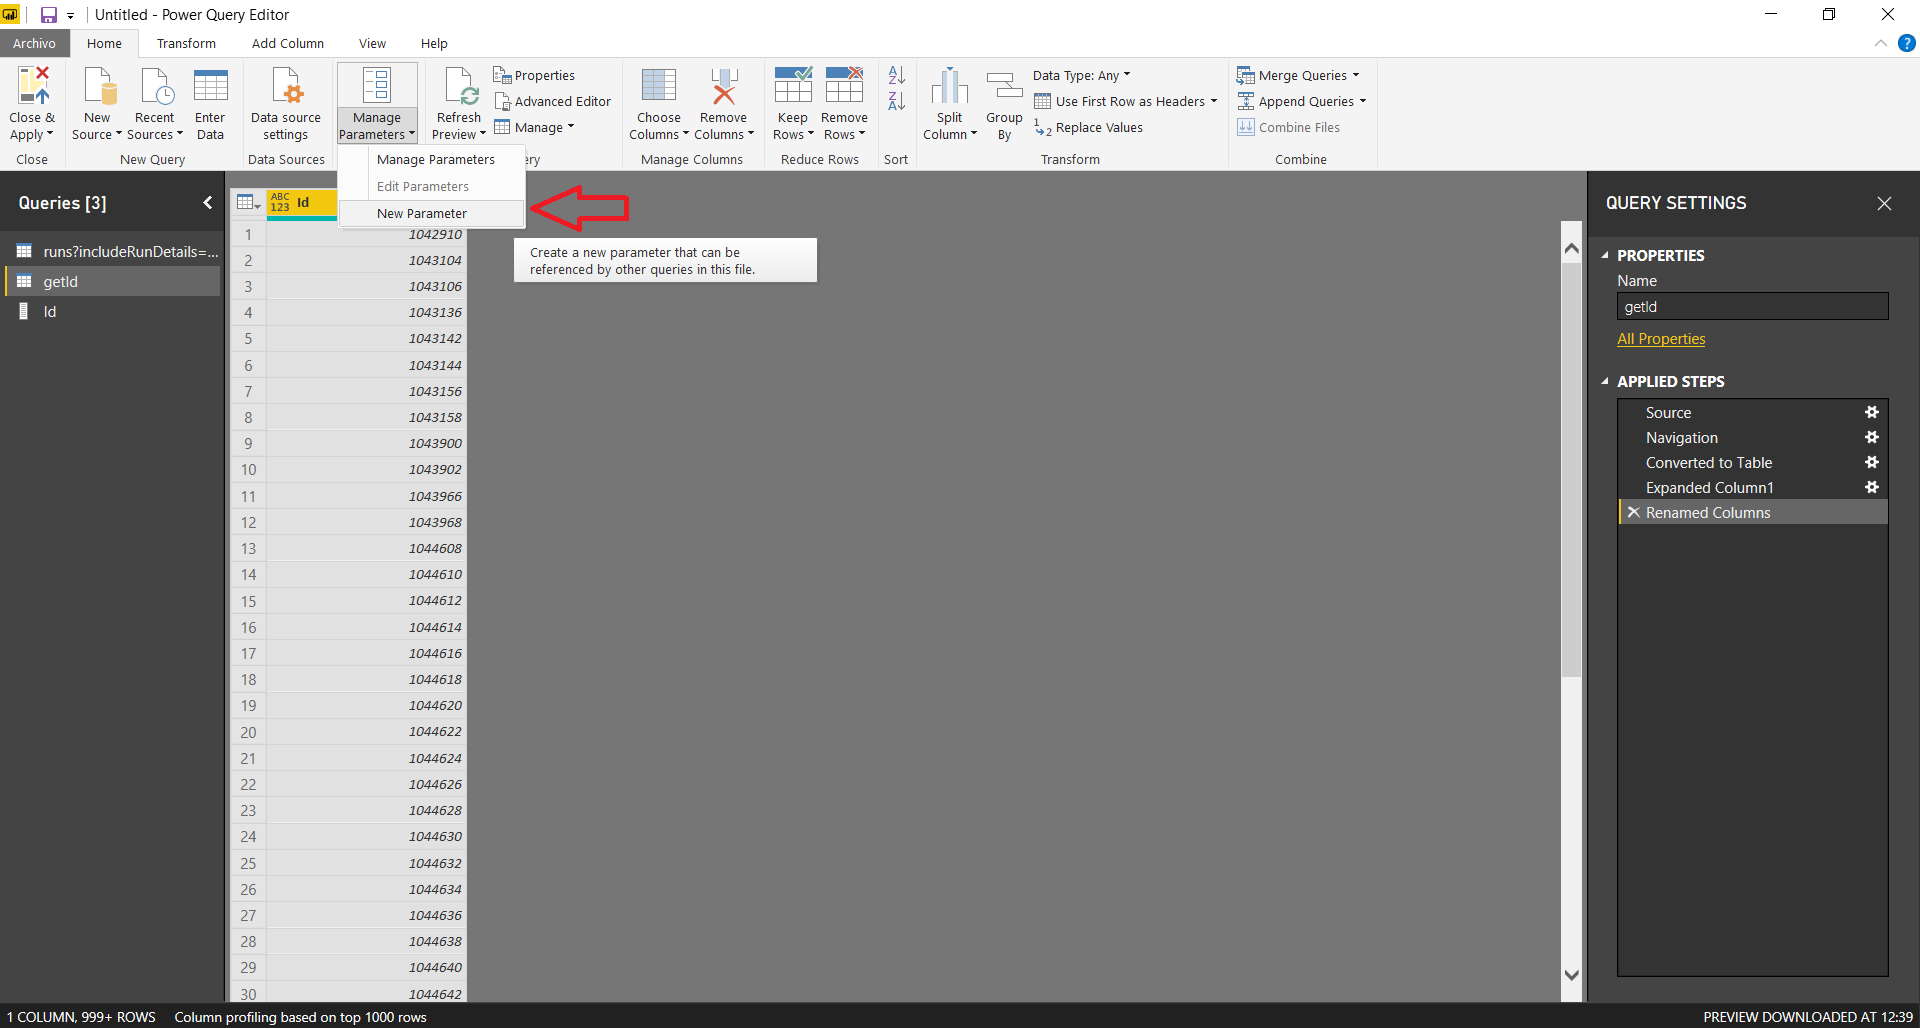 Untitled - Power Query Editor
Archivo
Home
Transform
Add Column
View
Help
?
Close &
Apply
Close
New
Source
Recent
Sources
Enter
Data
New Query
Data source
settings
Data Sources
Manage
Parameters
Refresh
Preview
Properties
Advanced Editor
Manage
ery
Choose
Columns
Remove
Columns
Manage Columns
Keep
Rows
Remove
Rows
Reduce Rows
A
Z
Z
A
Sort
Split
Column
Group
By
Data Type: Any
Use First Row as Headers
1
2 Replace Values
Transform
Merge Queries
Append Queries
Combine Files
Combine
Manage Parameters
Edit Parameters
New Parameter
Create a new parameter that can be
referenced by other queries in this file.
Queries [3]
runs?includeRunDetails=...
getId
Id
ABC
123
Id
1 1042910
2 1043104
3 1043106
4 1043136
5 1043142
6 1043144
7 1043156
8 1043158
9 1043900
10 1043902
11 1043966
12 1043968
13 1044608
14 1044610
15 1044612
16 1044614
17 1044616
18 1044618
19 1044620
20 1044622
21 1044624
22 1044626
23 1044628
24 1044630
25 1044632
26 1044634
27 1044636
28 1044638
29 1044640
30 1044642
QUERY SETTINGS
PROPERTIES
Name
getId
All Properties
APPLIED STEPS
Source
Navigation
Converted to Table
Expanded Column1
Renamed Columns
1 COLUMN, 999+ ROWS
Column profiling based on top 1000 rows
PREVIEW DOWNLOADED AT 12:39